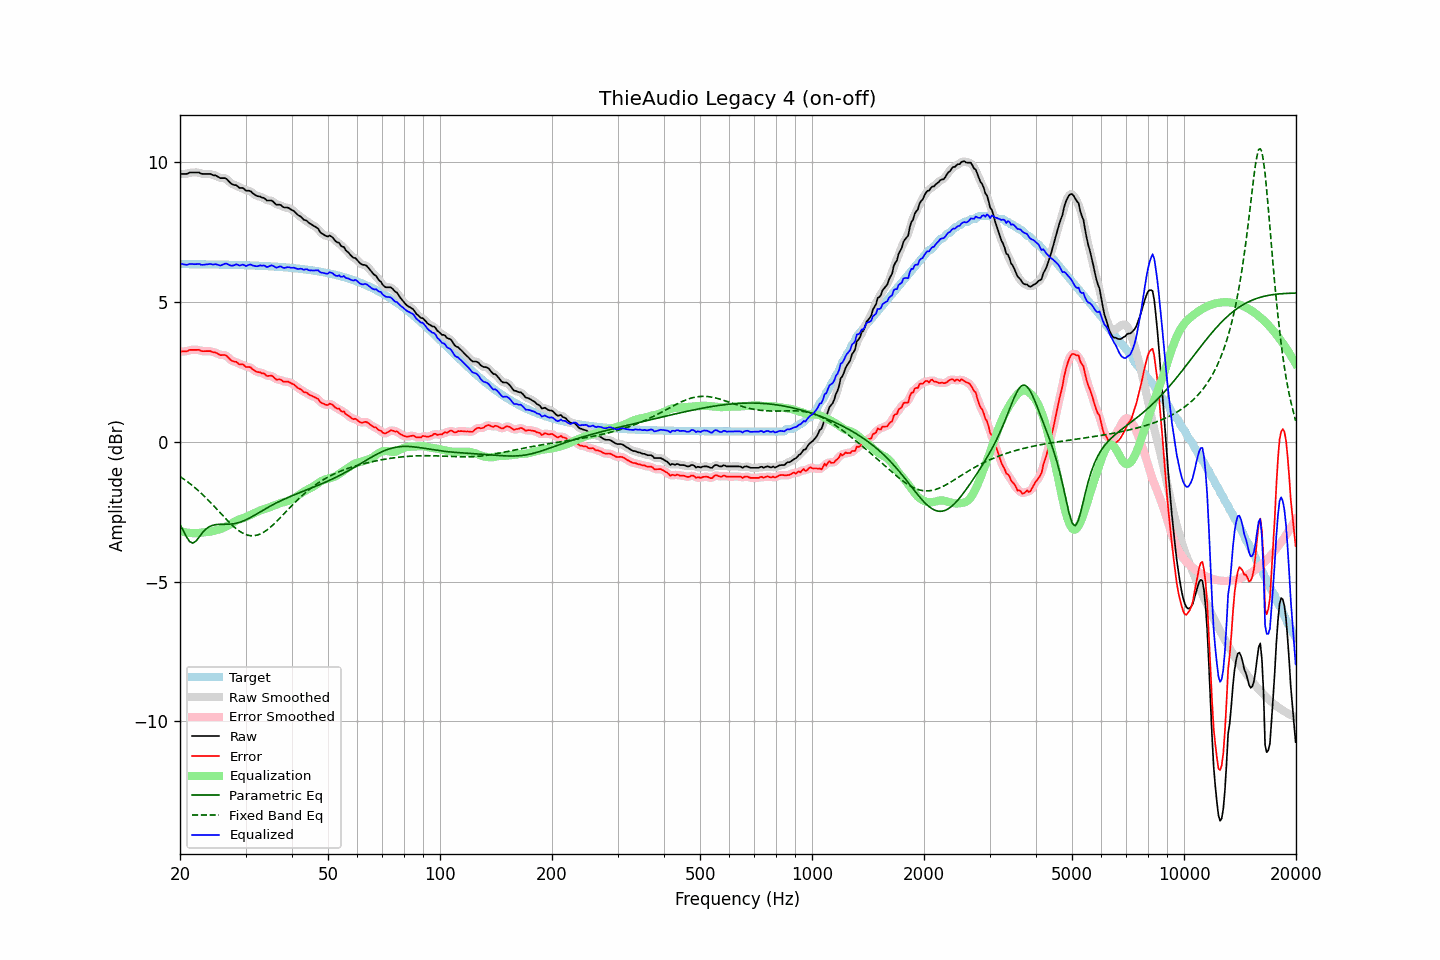 ThieAudio Legacy 4 (on-off)
Amplitude (dBr)
10
5
0
−5
−10
Target
Raw Smoothed
Error Smoothed
Raw
Error
Equalization
Parametric Eq
Fixed Band Eq
Equalized
20 50 100 200 500 1000 2000 5000 10000 20000
Frequency (Hz)